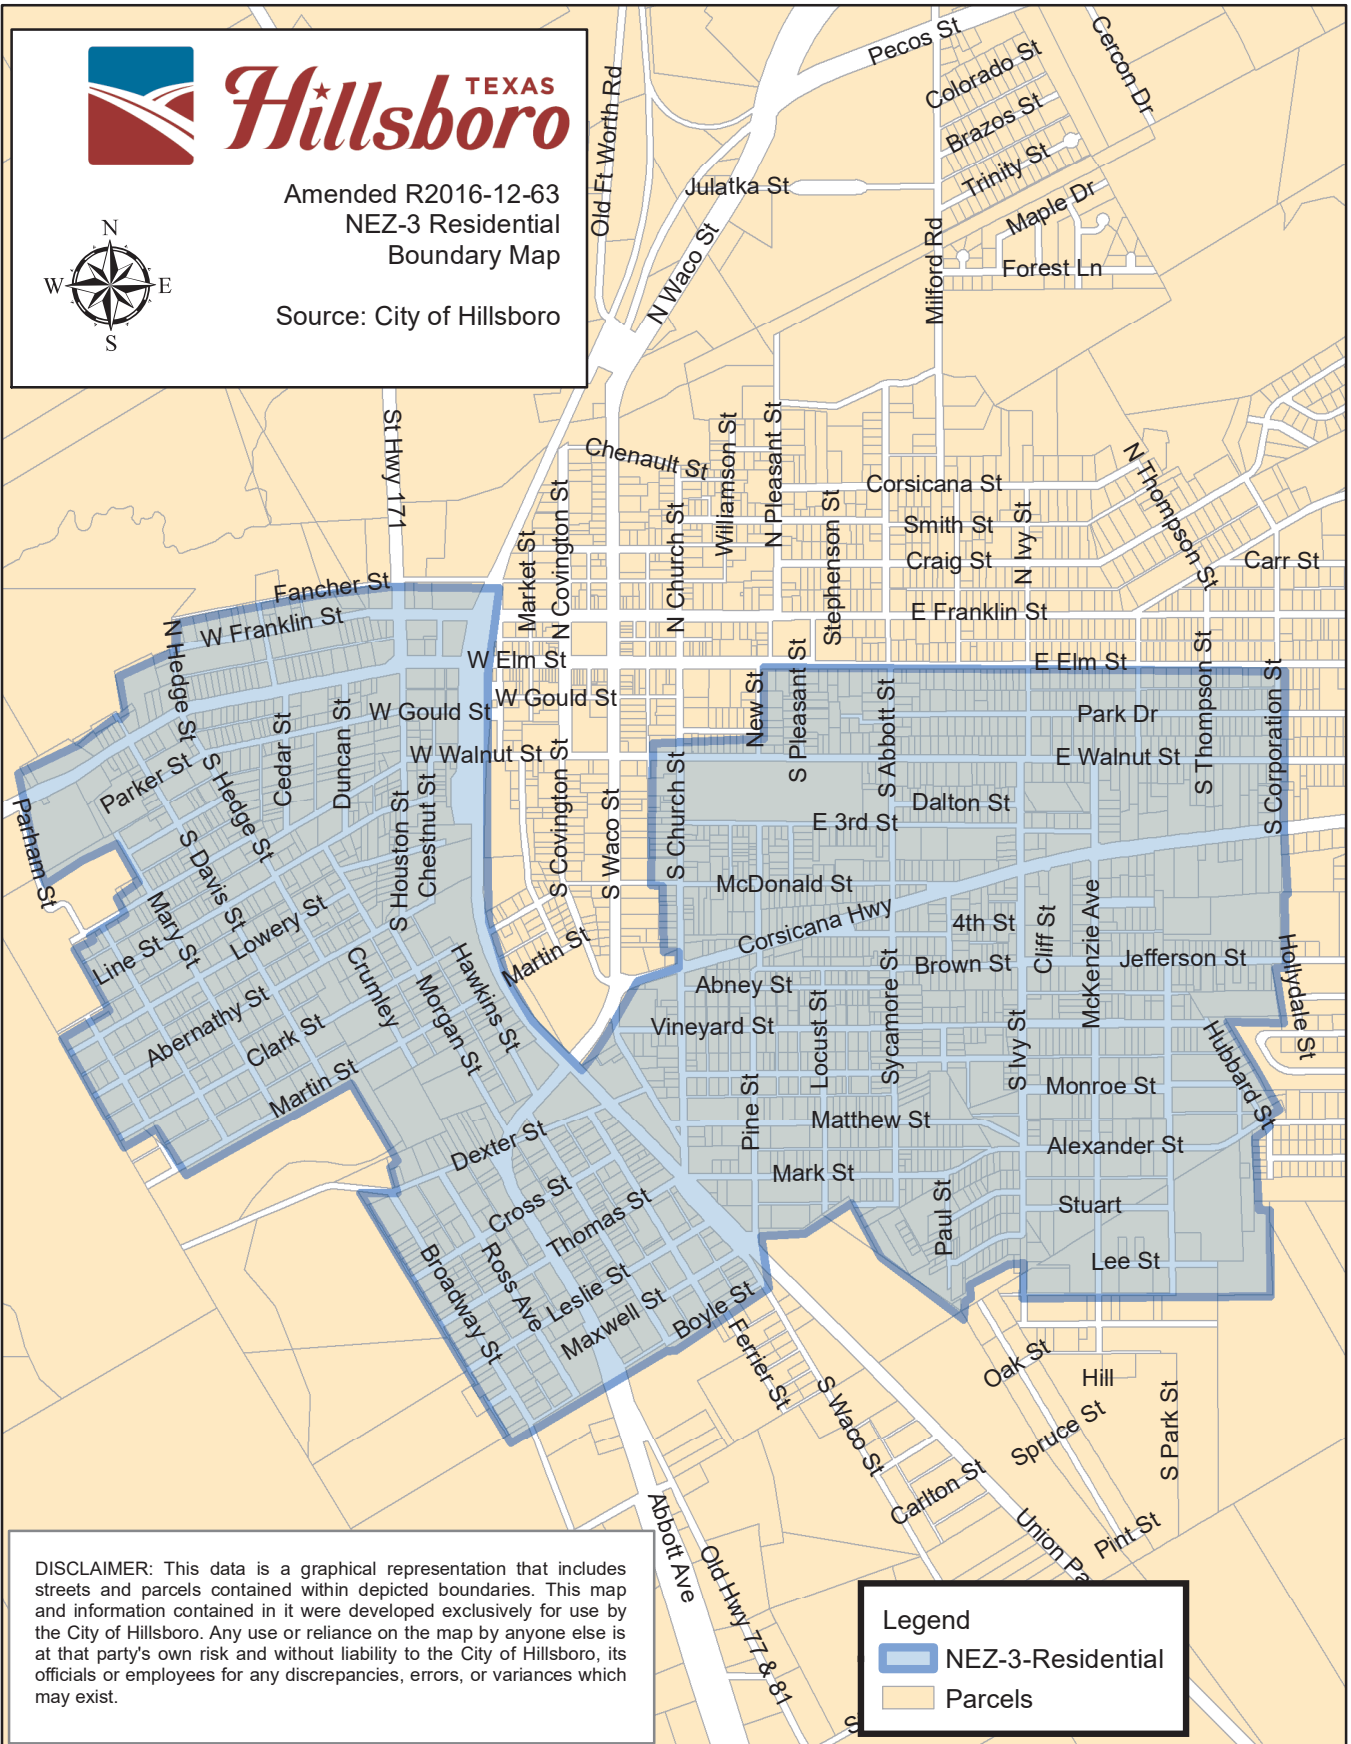 TEXAS
Hillsboro
Amended R2016-12-63
NEZ-3 Residential
Boundary Map
Source: City of Hillsboro
N
W
E
S
Pecos St
Cercon Dr
Colorado St
Brazos St
Trinity St
Old Ft Worth Rd
Julatka St
Maple Dr
N Waco St
Milford Rd
Forest Ln
St Hwy 171
Chenault St
Williamson St
N Pleasant St
Corsicana St
N Thompson St
Market St
N Covington St
N Church St
Stephenson St
Smith St
N Ivy St
Craig St
Carr St
Fancher St
W Franklin St
E Franklin St
N Hedge St
W Elm St
E Elm St
W Gould St
W Gould St
New St
S Pleasant St
S Abbott St
Park Dr
S Thompson St
S Corporation St
Cedar St
Duncan St
W Walnut St
E Walnut St
Parker St
S Hedge St
S Houston St
Chestnut St
S Covington St
S Waco St
S Church St
Dalton St
E 3rd St
Parham St
S Davis St
McDonald St
Mary St
Lowery St
Corsicana Hwy
4th St
Cliff St
McKenzie Ave
Line St
Crumley
Morgan St
Hawkins St
Martin St
Abney St
Sycamore St
Brown St
Jefferson St
Hollydale St
Abernathy St
Clark St
Vineyard St
Locust St
S Ivy St
Hubbard St
Martin St
Pine St
Monroe St
Dexter St
Matthew St
Alexander St
Mark St
Cross St
Thomas St
Paul St
Stuart
Broadway St
Ross Ave
Leslie St
Lee St
Maxwell St
Boyle St
Ferrier St
S Waco St
Oak St
Hill
Spruce St
S Park St
Carlton St
Union Pa
Pint St
Abbott Ave
Old Hwy 77 & 81
S
DISCLAIMER: This data is a graphical representation that includes
streets and parcels contained within depicted boundaries. This map
and information contained in it were developed exclusively for use by
the City of Hillsboro. Any use or reliance on the map by anyone else is
at that party's own risk and without liability to the City of Hillsboro, its
officials or employees for any discrepancies, errors, or variances which
may exist.
Legend
NEZ-3-Residential
Parcels